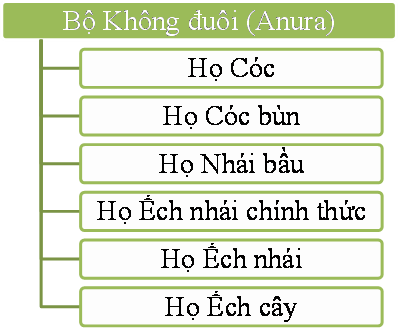 Bộ Không đuôi (Anura)
Họ Cóc
Họ Cóc bùn
Họ Nhái bầu
Họ Ếch nhái chính thức
Họ Ếch nhái
Họ Ếch cây